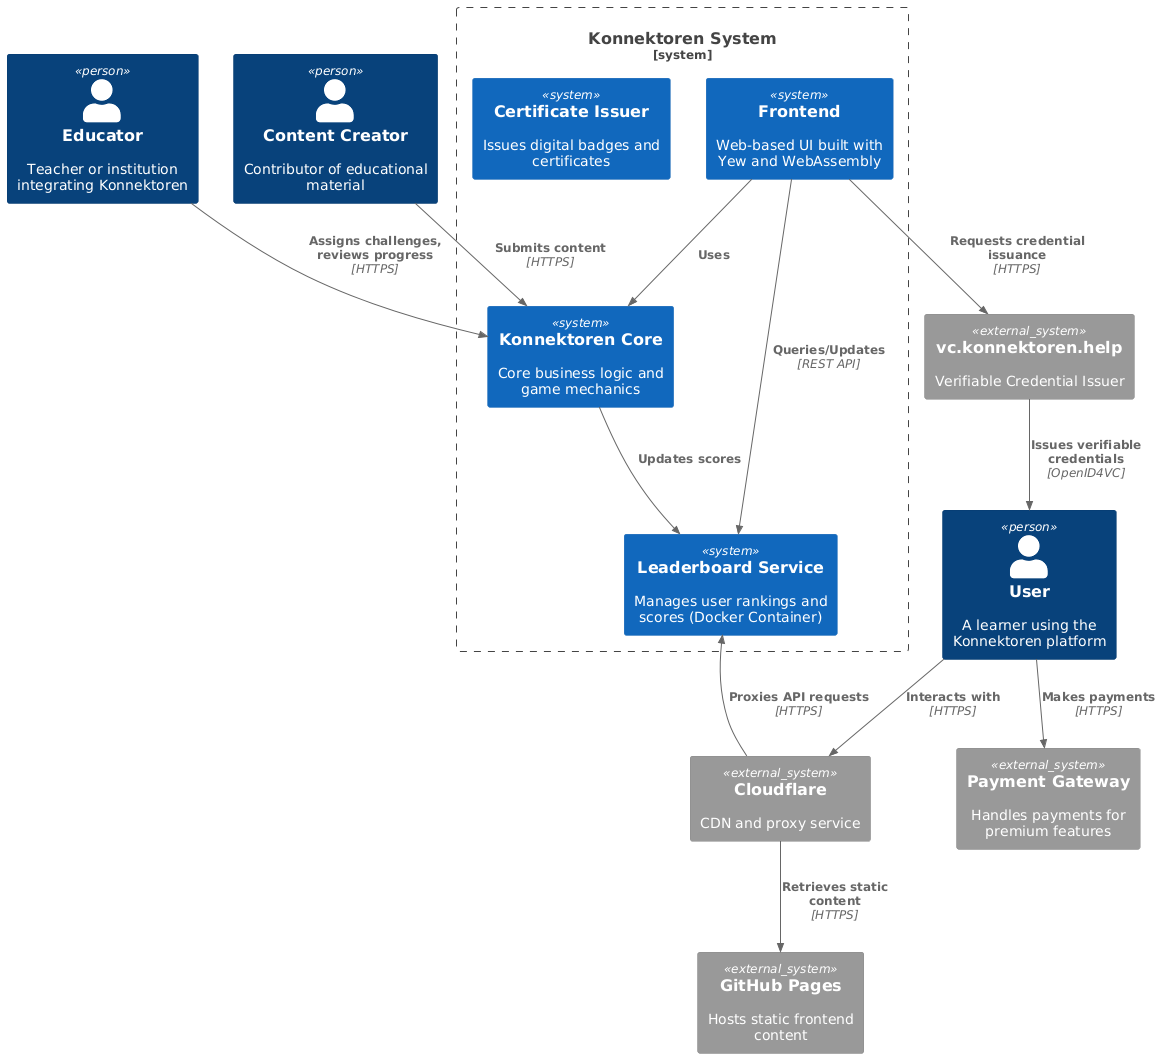 Konnektoren System
[system]
«person»
Educator
Teacher or institution
integrating Konnektoren
«person»
Content Creator
Contributor of educational
material
«system»
Certificate Issuer
Issues digital badges and
certificates
«system»
Frontend
Web-based UI built with
Yew and WebAssembly
Assigns challenges,
reviews progress
[HTTPS]
Submits content
[HTTPS]
Uses
Requests credential
issuance
[HTTPS]
«system»
Konnektoren Core
Core business logic and
game mechanics
Queries/Updates
[REST API]
«external_system»
vc.konnektoren.help
Verifiable Credential Issuer
Updates scores
Issues verifiable
credentials
[OpenID4VC]
«system»
Leaderboard Service
Manages user rankings and
scores (Docker Container)
«person»
User
A learner using the
Konnektoren platform
Proxies API requests
[HTTPS]
Interacts with
[HTTPS]
Makes payments
[HTTPS]
«external_system»
Cloudflare
CDN and proxy service
«external_system»
Payment Gateway
Handles payments for
premium features
Retrieves static
content
[HTTPS]
«external_system»
GitHub Pages
Hosts static frontend
content